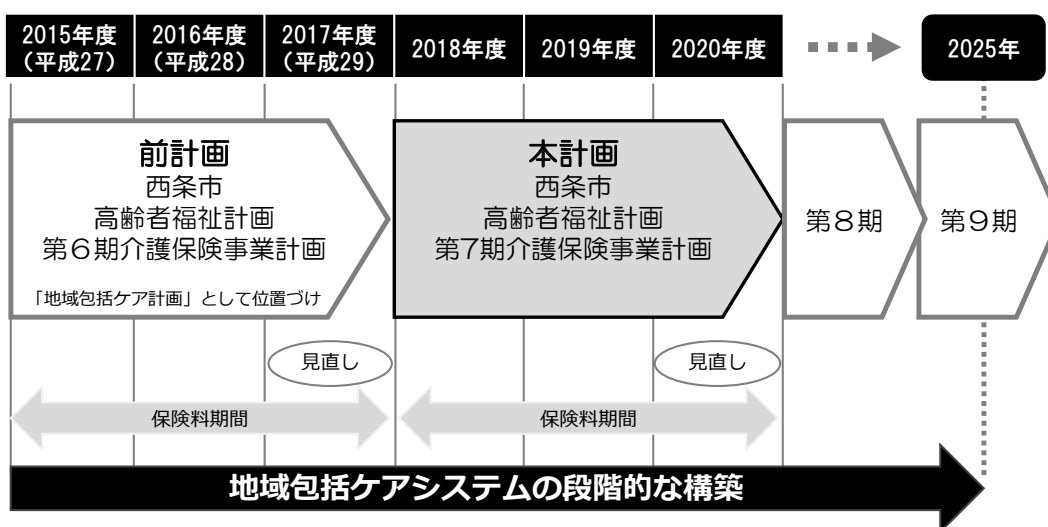 2015年度
（平成27）
2016年度
（平成28）
2017年度
（平成29）
2018年度
2019年度
2020年度
2025年
前計画
西条市
高齢者福祉計画
第６期介護保険事業計画
「地域包括ケア計画」として位置づけ
本計画
西条市
高齢者福祉計画
第7期介護保険事業計画
第８期
第９期
見直し
見直し
保険料期間
保険料期間
地域包括ケアシステムの段階的な構築